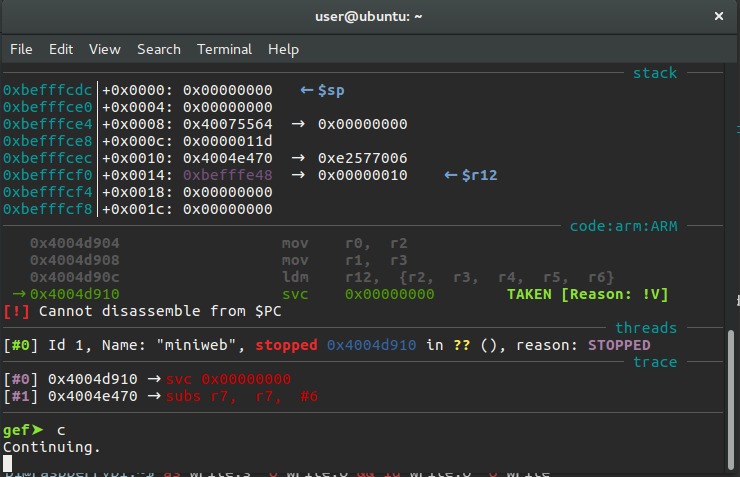 user@ubuntu: ~
File Edit View Search Terminal Help
stack
0xbefffcdc│+0x0000: 0x00000000 ←$sp
0xbefffce0│+0x0004: 0x00000000
0xbefffce4│+0x0008: 0x40075564 → 0x00000000
0xbefffce8│+0x000c: 0x0000011d
0xbefffcec│+0x0010: 0x4004e470 → 0xe2577006
0xbefffcf0│+0x0014: 0xbefffe48 → 0x00000010 ←$r12
0xbefffcf4│+0x0018: 0x00000000
0xbefffcf8│+0x001c: 0x00000000
code:arm:ARM
0x4004d904 mov r0, r2
0x4004d908 mov r1, r3
0x4004d90c ldm r12, {r2, r3, r4, r5, r6}
→0x4004d910 svc 0x00000000 TAKEN [Reason: !V]
[!] Cannot disassemble from $PC
threads
[#0] Id 1, Name: "miniweb", stopped 0x4004d910 in ?? (), reason: STOPPED
trace
[#0] 0x4004d910 →svc 0x00000000
[#1] 0x4004e470 →subs r7, r7, #6
gef➤ c
Continuing.